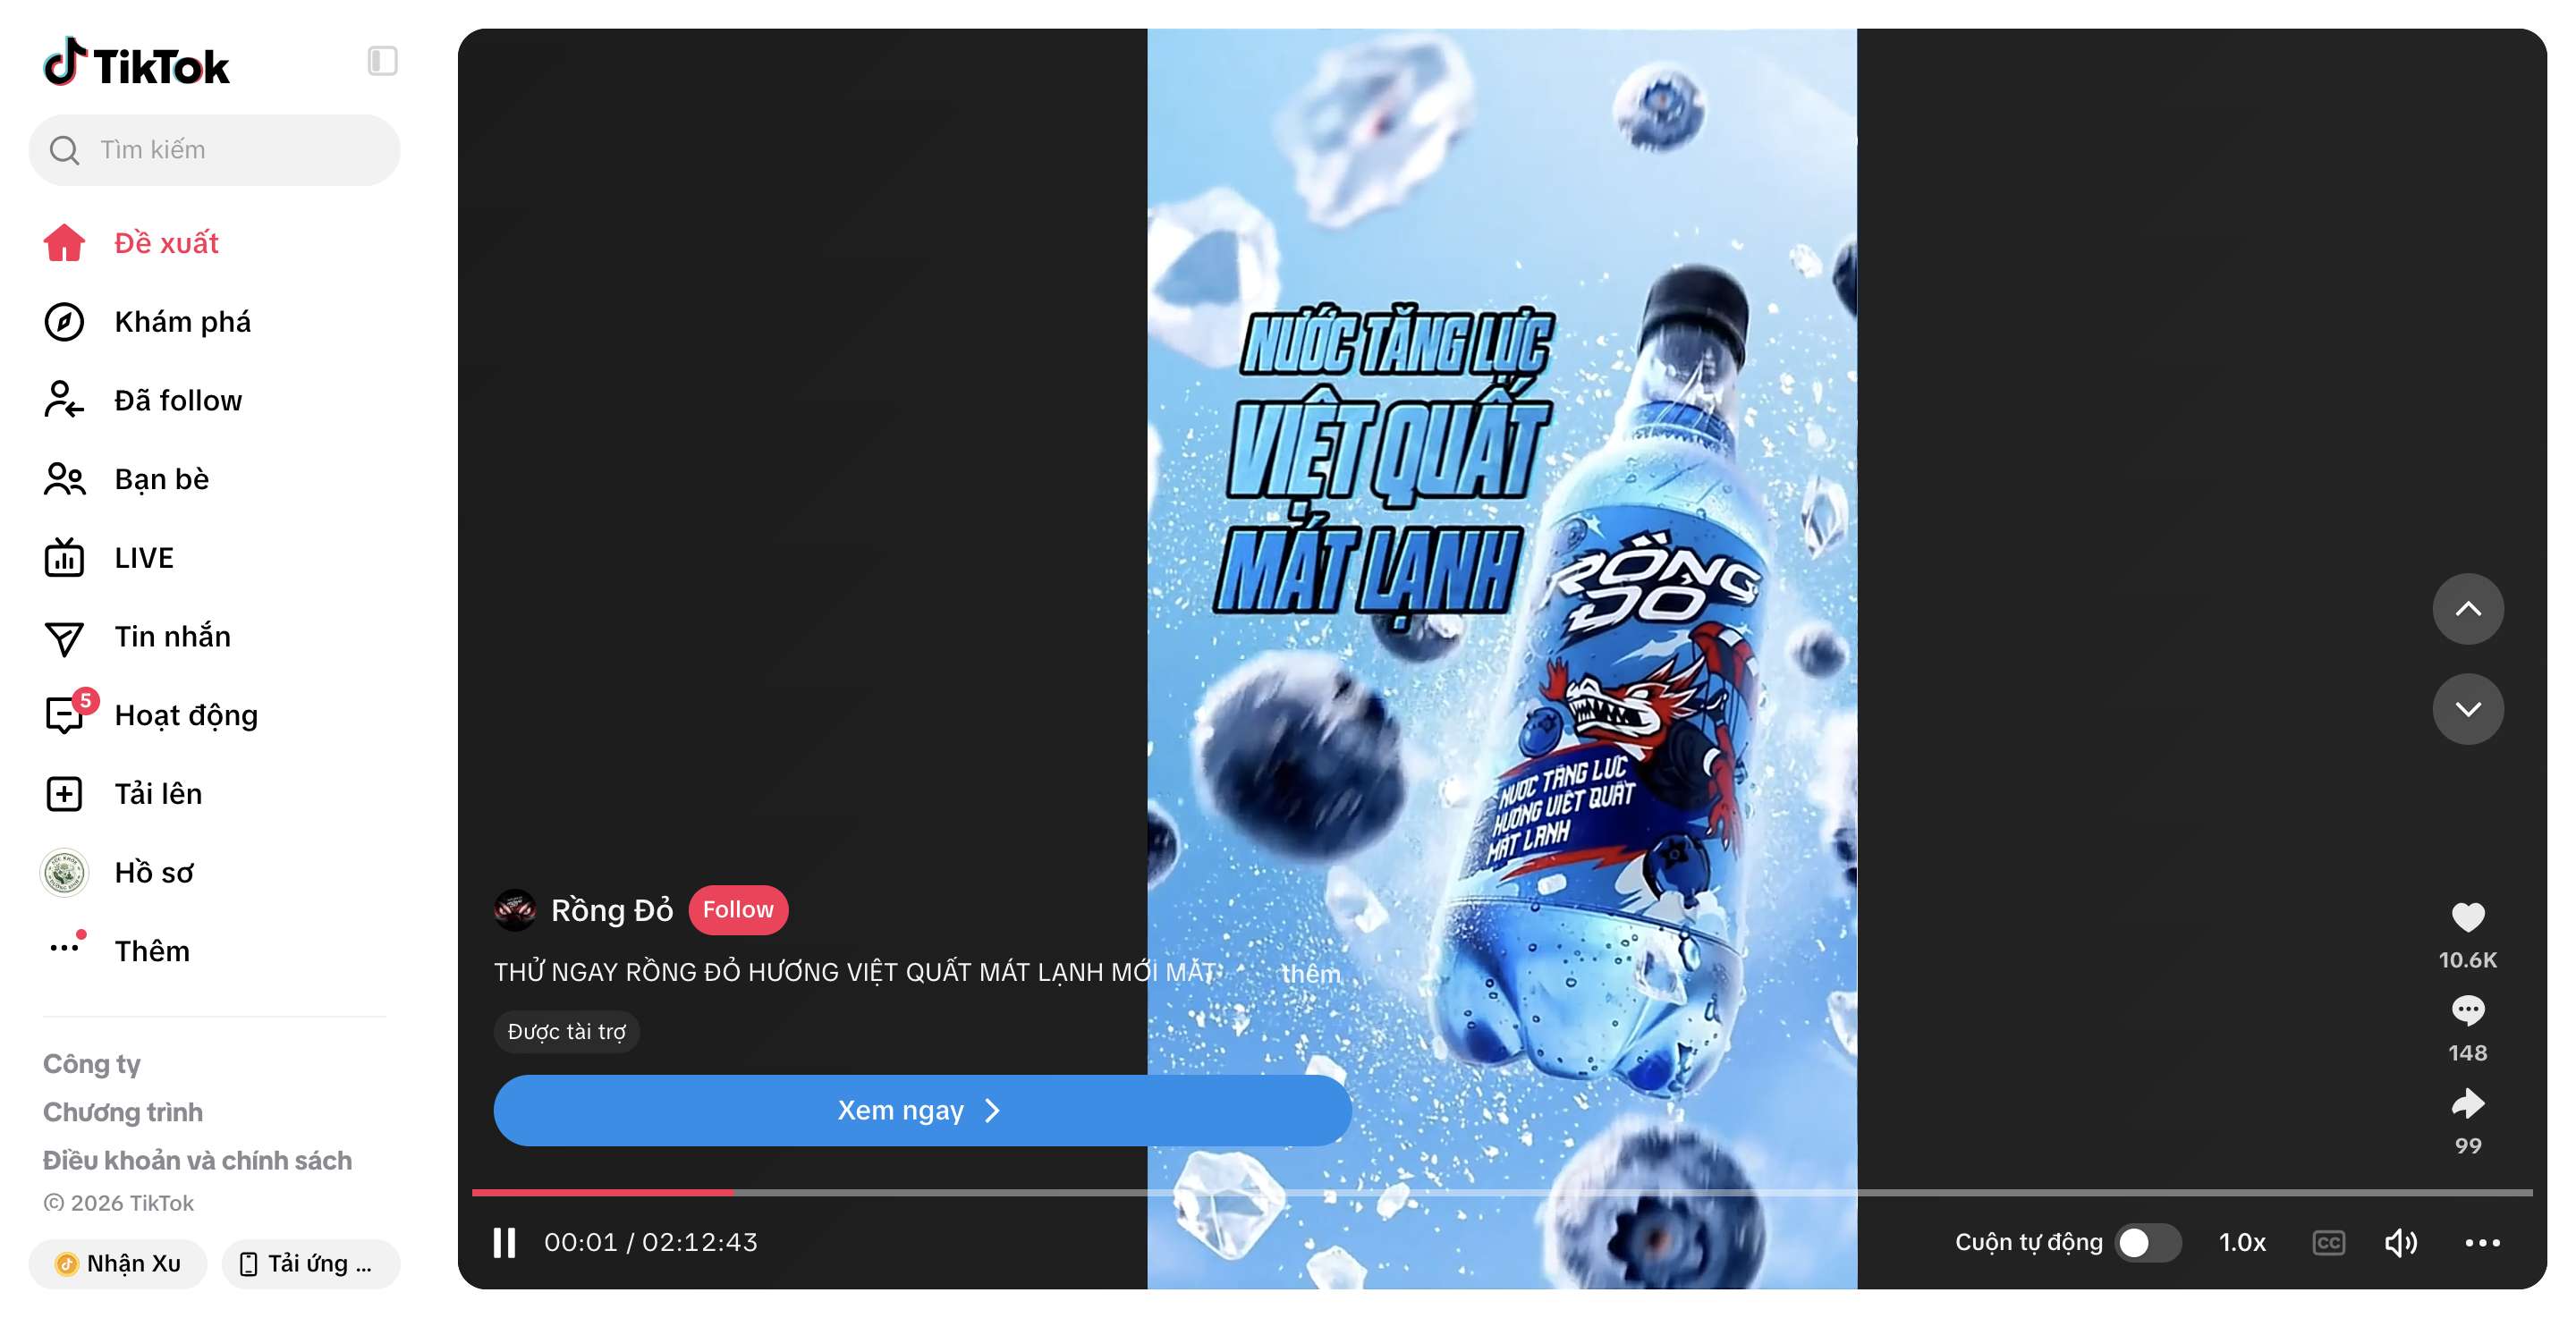 TikTok
Tìm kiếm
Đề xuất
Khám phá
Đã follow
Bạn bè
LIVE
Tin nhắn
5
Hoạt động
Tải lên
Hồ sơ
Thêm
Công ty
Chương trình
Điều khoản và chính sách
© 2026 TikTok
Nhận Xu
Tải ứng ...
NƯỚC TĂNG LỰC
VIỆT QUẤT
MÁT LẠNH
RỒNG
ĐỎ
NƯỚC TĂNG LỰC
HƯƠNG VIỆT QUẤT
MÁT LẠNH
Rồng Đỏ
Follow
THỬ NGAY RỒNG ĐỎ HƯƠNG VIỆT QUẤT MÁT LẠNH MỚI MẮT
thêm
Được tài trợ
Xem ngay
10.6K
148
99
00:01 / 02:12:43
Cuộn tự động
1.0x
CC